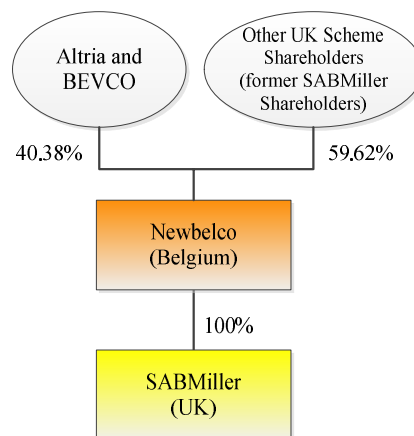 Altria and
BEVCO
Other UK Scheme
Shareholders
(former SABMiller
Shareholders)
40.38%
59.62%
Newbelco
(Belgium)
100%
SABMiller
(UK)